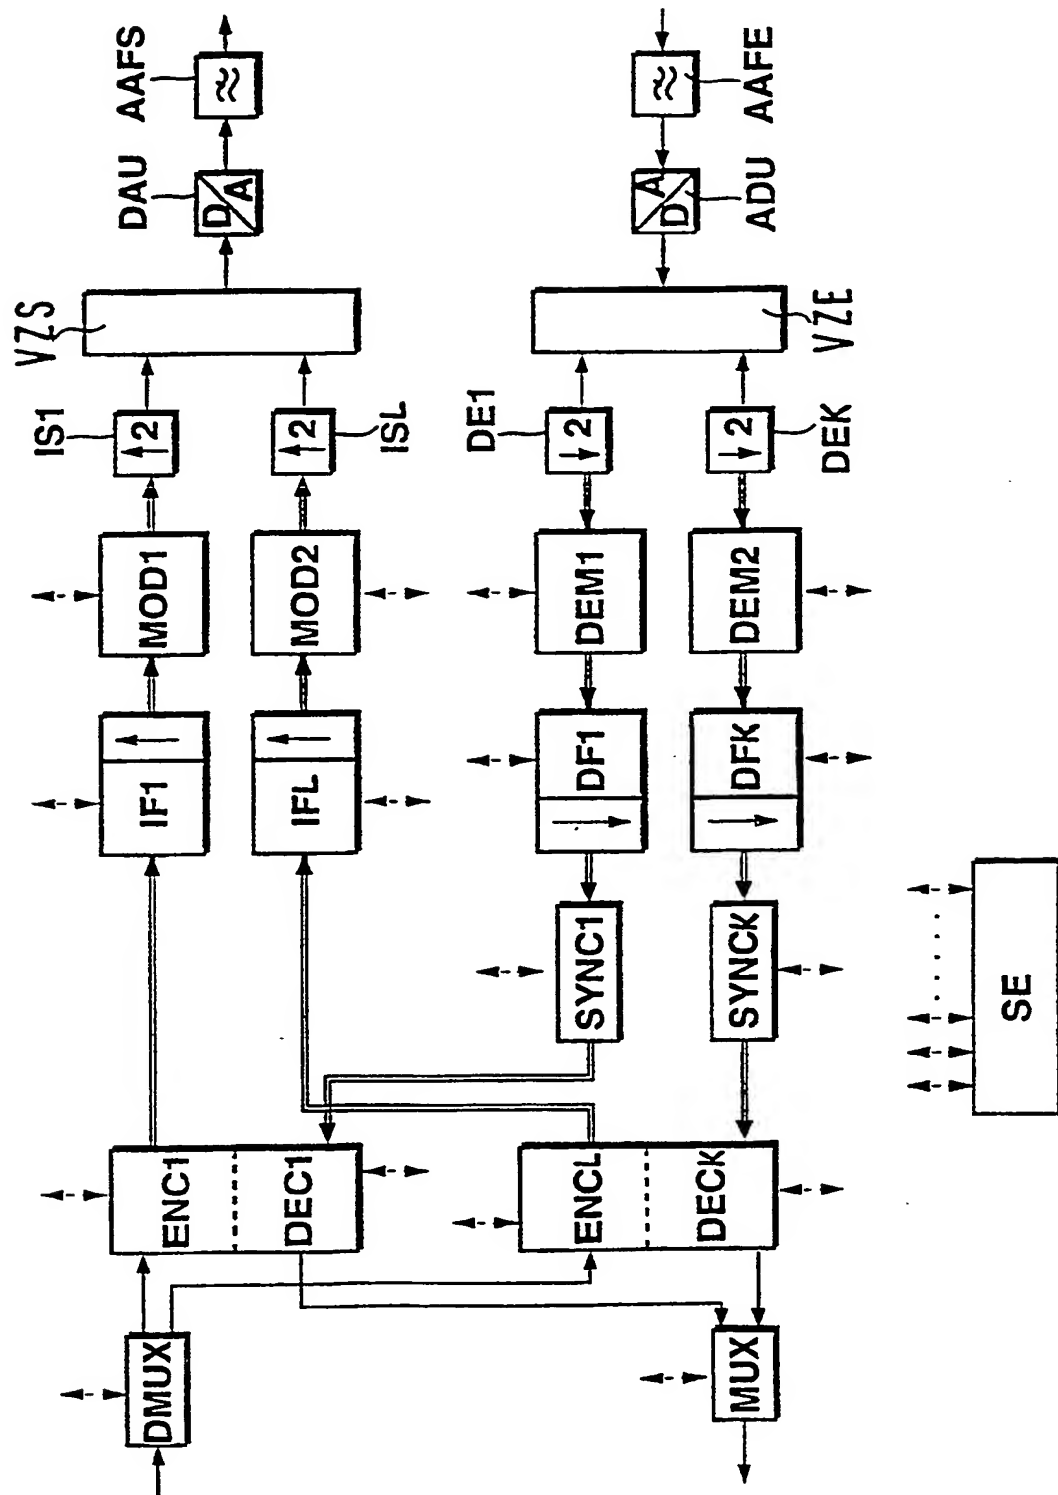 AAFS
DAU
D
A
VZS
IS1
2
2
ISL
MOD1
MOD2
IF1
IFL
ENC1
DEC1
DMUX
AAFE
A
D
ADU
VZE
DE1
2
2
DEK
DEM1
DEM2
DF1
DFK
SYNC1
SYNCK
ENCL
DECK
MUX
SE